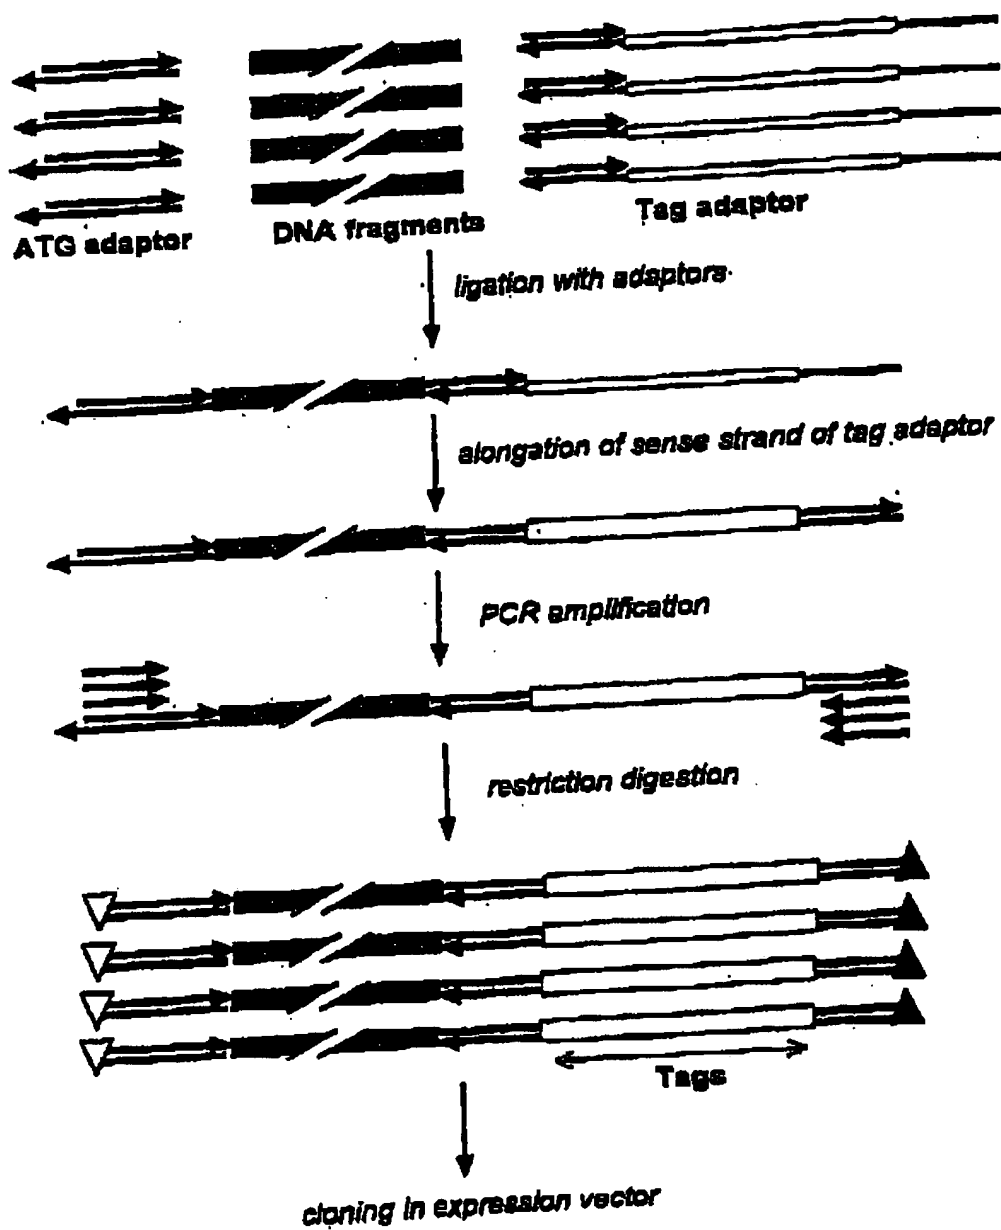 ATG adaptor
DNA fragments
Tag adaptor
ligation with adaptors
alongation of sense strand of tag adaptor
PCR amplification
restriction digestion
Tags
cloning in expression vector